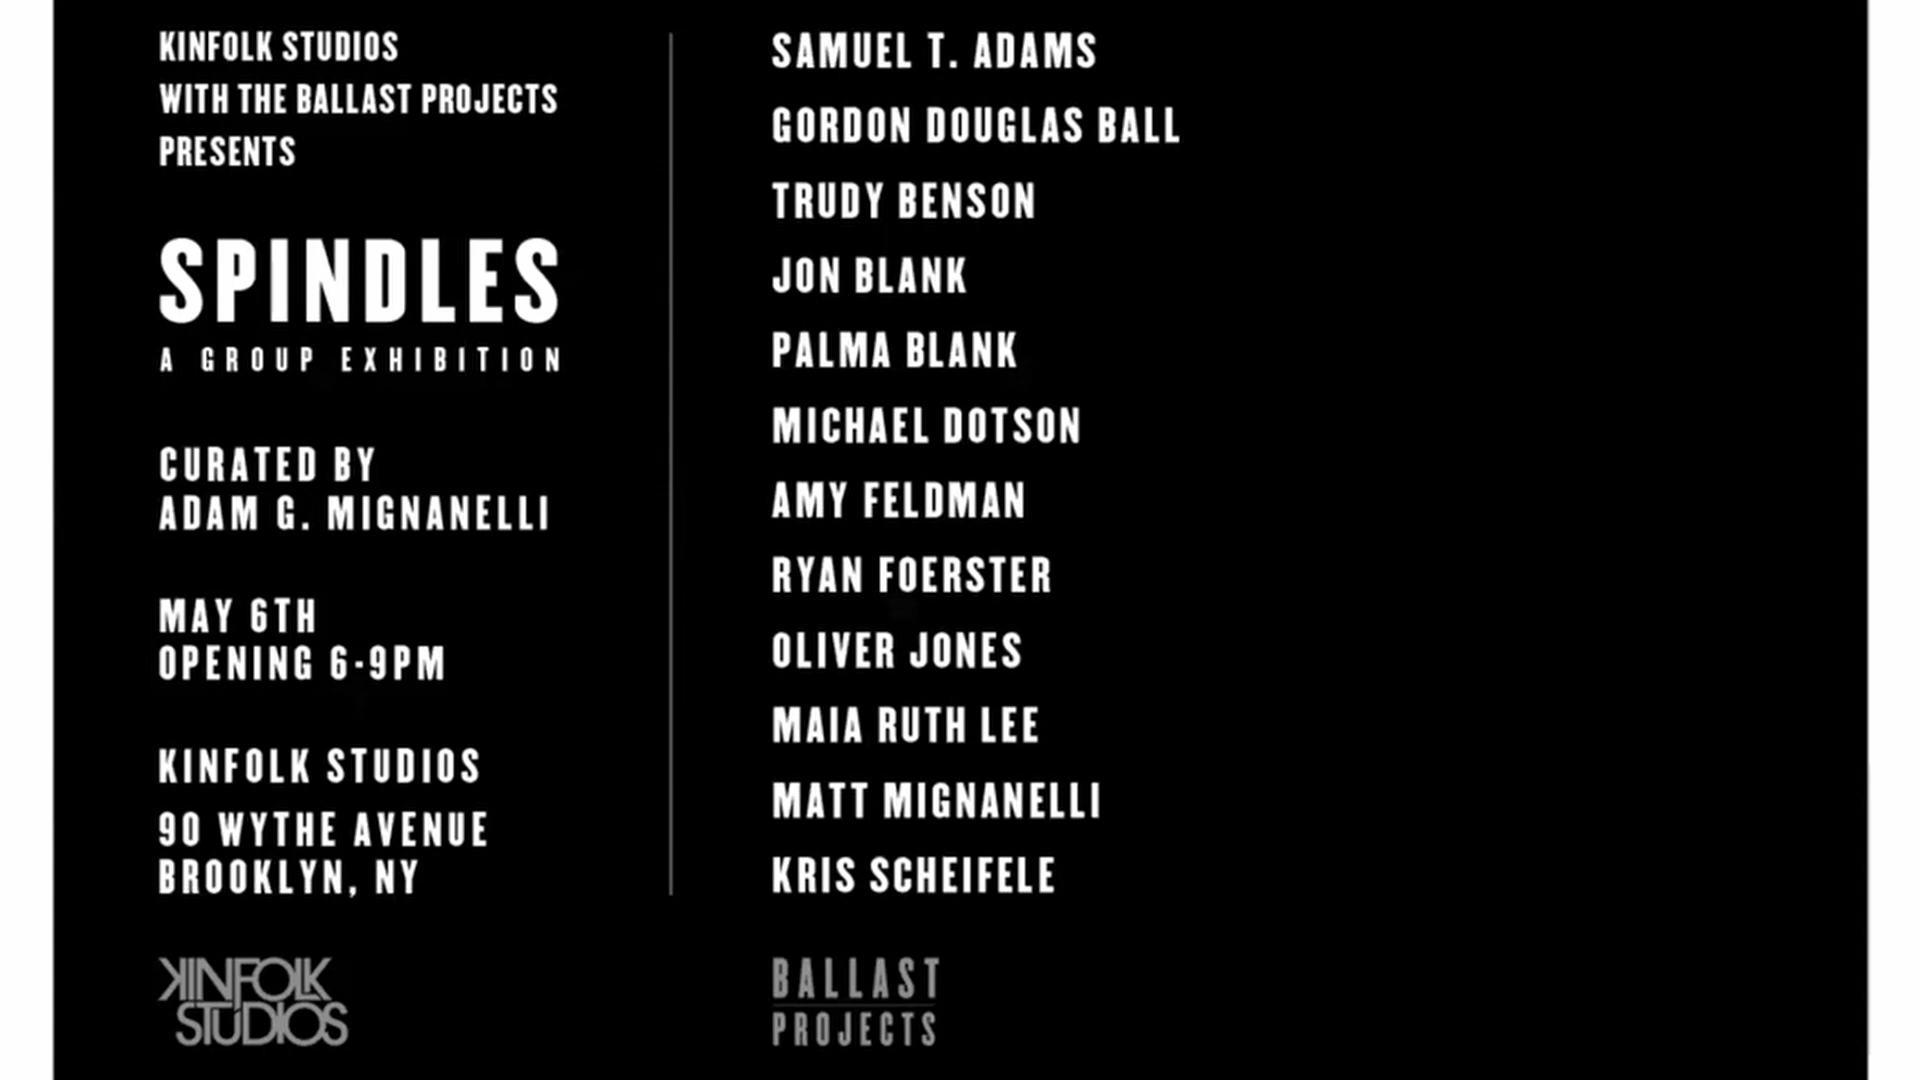 KINFOLK STUDIOS
WITH THE BALLAST PROJECTS
PRESENTS
SPINDLES
A GROUP EXHIBITION
CURATED BY
ADAM G. MIGNANELLI
MAY 6TH
OPENING 6-9PM
KINFOLK STUDIOS
90 WYTHE AVENUE
BROOKLYN, NY
KINFOLK
STUDIOS
SAMUEL T. ADAMS
GORDON DOUGLAS BALL
TRUDY BENSON
JON BLANK
PALMA BLANK
MICHAEL DOTSON
AMY FELDMAN
RYAN FOERSTER
OLIVER JONES
MAIA RUTH LEE
MATT MIGNANELLI
KRIS SCHEIFELE
BALLAST
PROJECTS